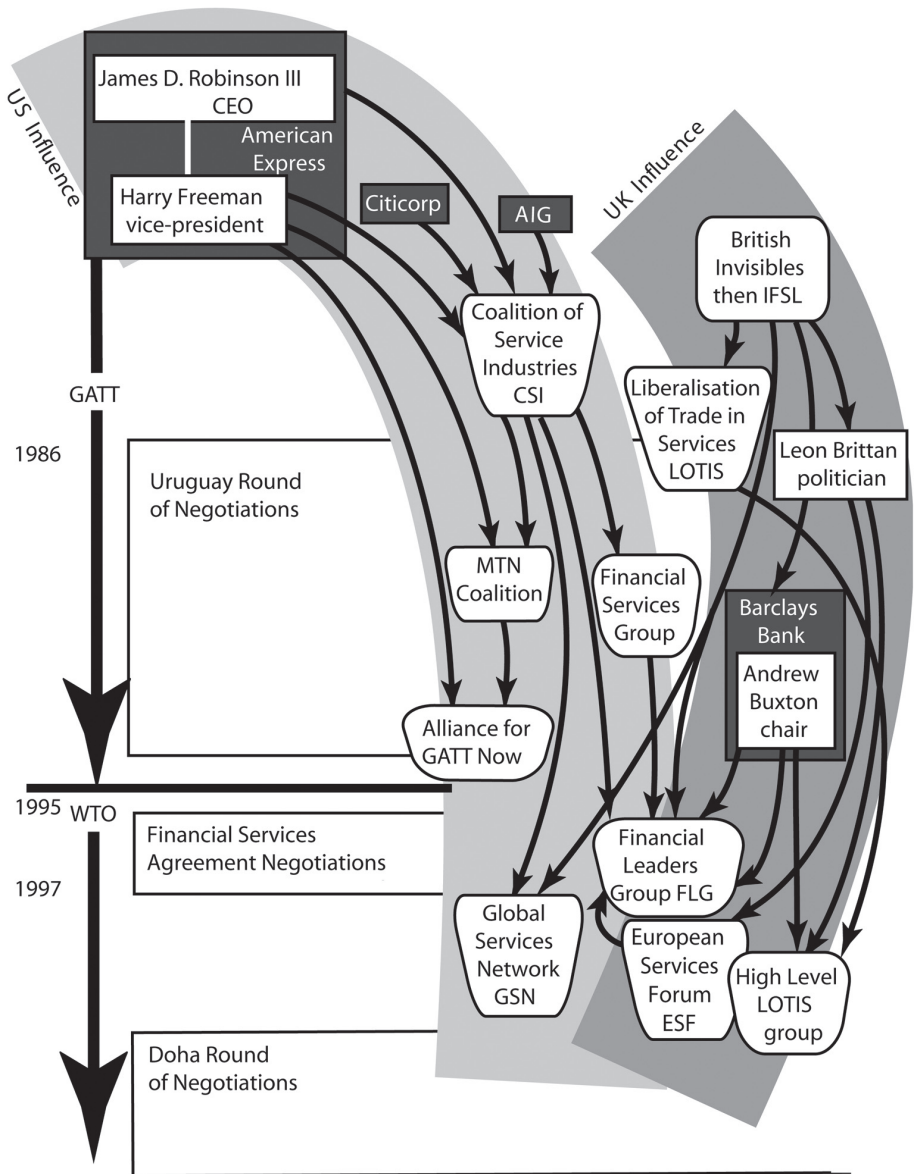 US Influence
James D. Robinson III
CEO
American
Express
Harry Freeman
vice-president
Citicorp
AIG
UK Influence
British
Invisibles
then IFSL
Coalition of
Service
Industries
CSI
Liberalisation
of Trade in
Services
LOTIS
Leon Brittan
politician
GATT
1986
Uruguay Round
of Negotiations
MTN
Coalition
Financial
Services
Group
Barclays
Bank
Andrew
Buxton
chair
Alliance for
GATT Now
1995
WTO
Financial Services
Agreement Negotiations
1997
Financial
Leaders
Group FLG
Global
Services
Network
GSN
European
Services
Forum
ESF
High Level
LOTIS
group
Doha Round
of Negotiations